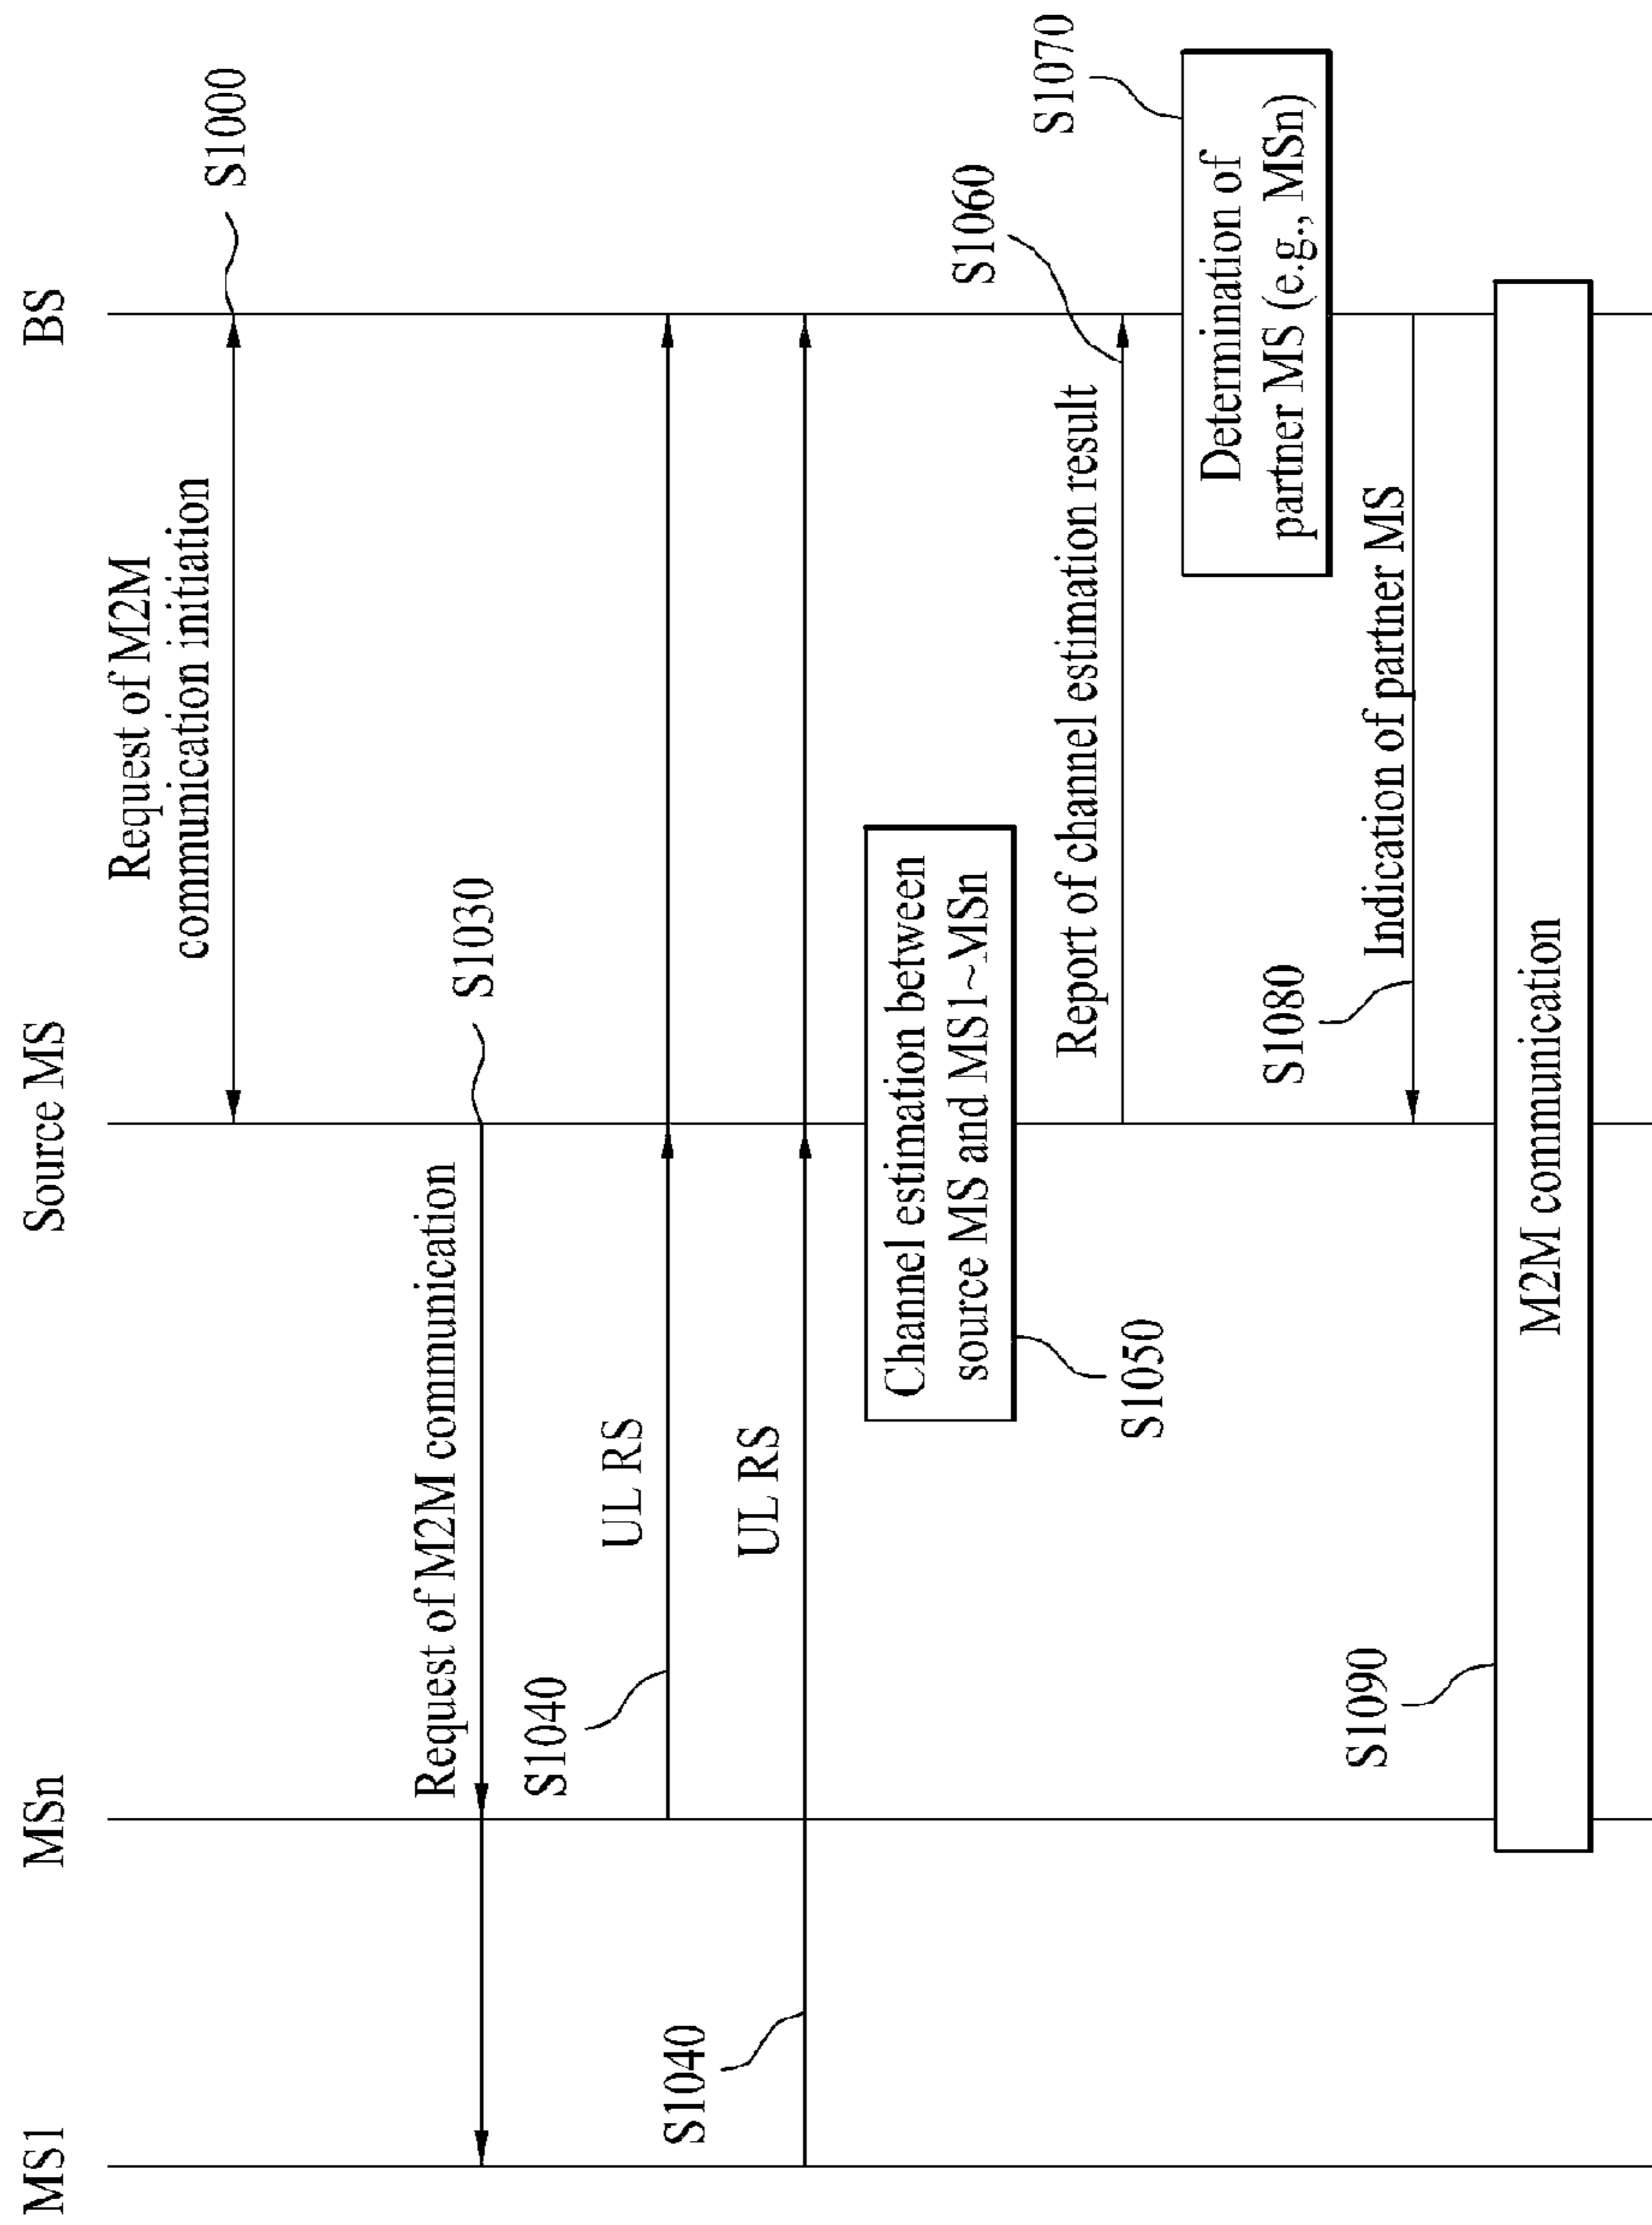 MS1
MSn
Source MS
BS
Request of M2M
communication initiation
S1000
Request of M2M communication
S1030
S1040
UL RS
S1040
UL RS
Channel estimation between
source MS and MS1~MSn
S1050
Report of channel estimation result
S1060
Determination of
partner MS (e.g., MSn)
S1070
Indication of partner MS
S1080
M2M communication
S1090